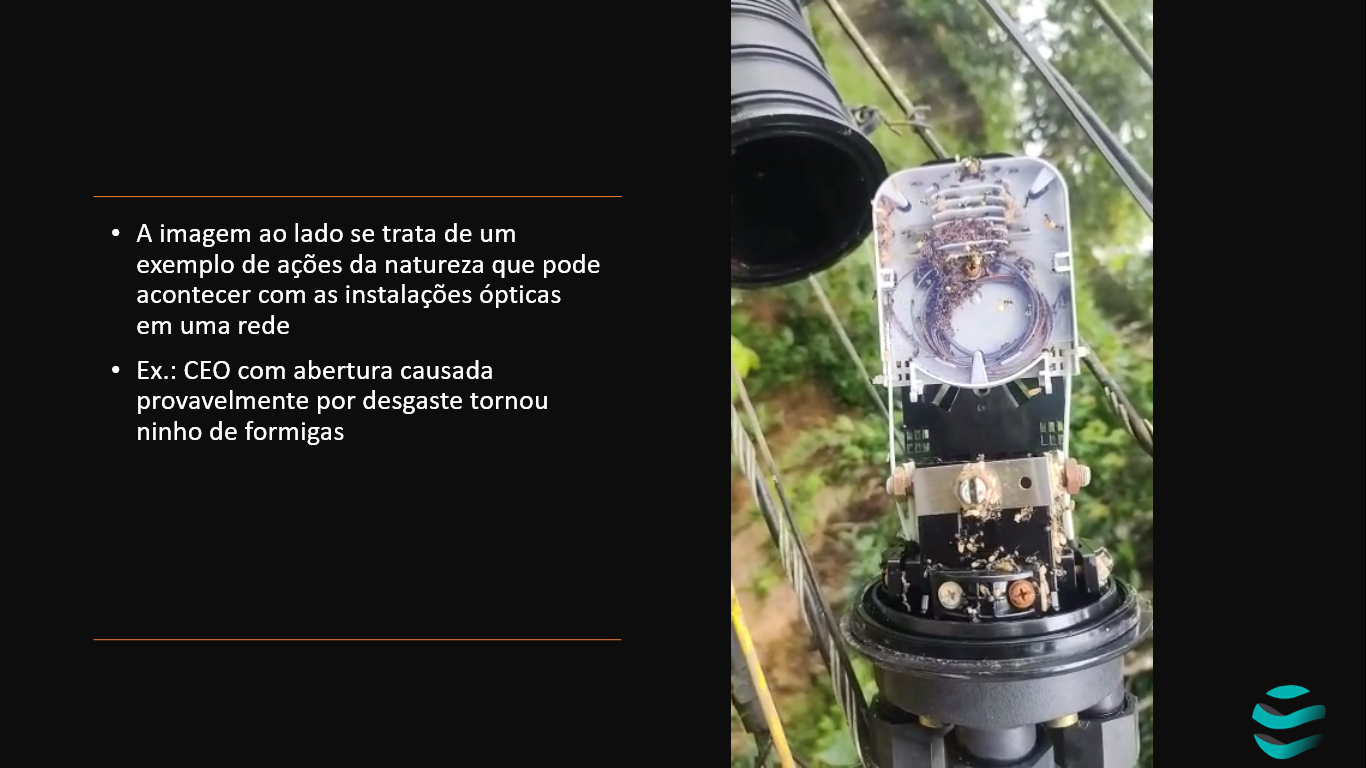 • A imagem ao lado se trata de um
exemplo de ações da natureza que pode
acontecer com as instalações ópticas
em uma rede
• Ex.: CEO com abertura causada
provavelmente por desgaste tornou
ninho de formigas